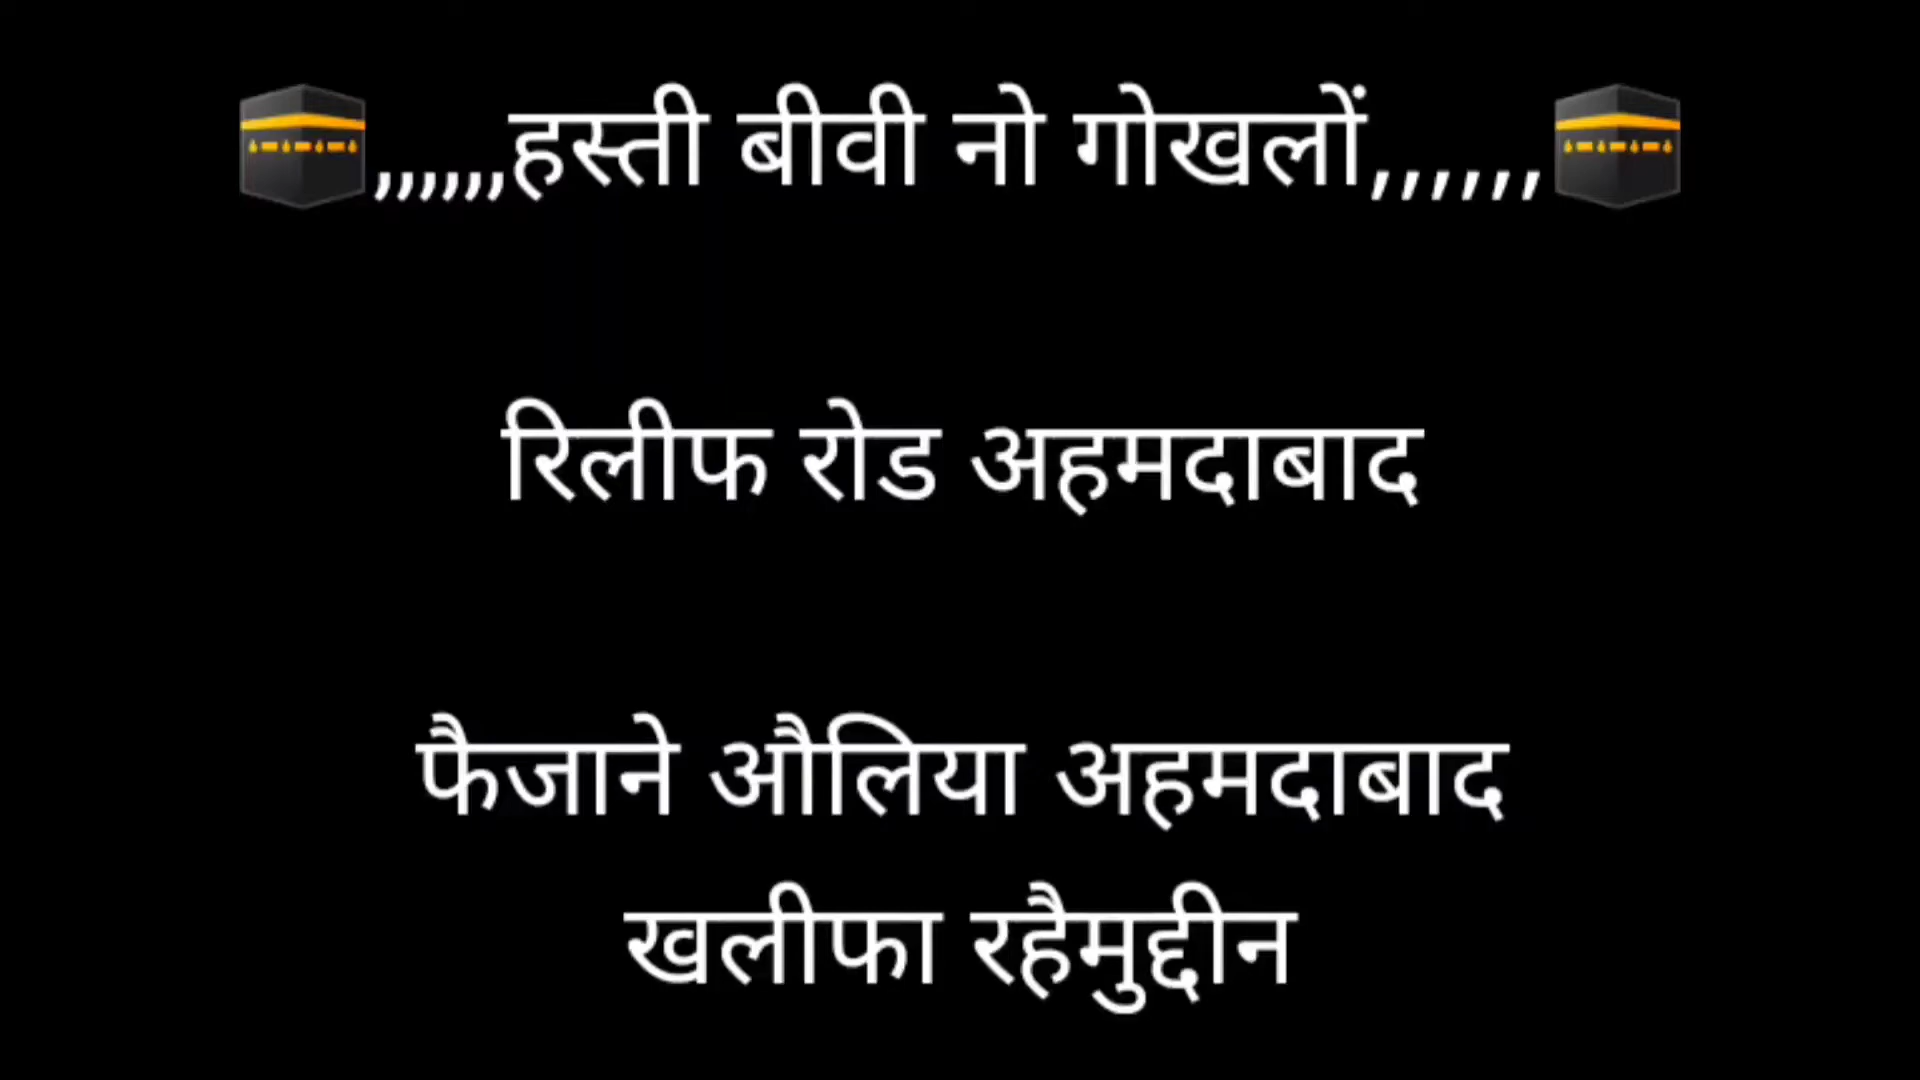 🕋,,,,,,हस्ती बीवी नो गोखलों,,,,,,🕋
रिलीफ रोड अहमदाबाद
फैजाने औलिया अहमदाबाद
खलीफा रहैमुद्दीन